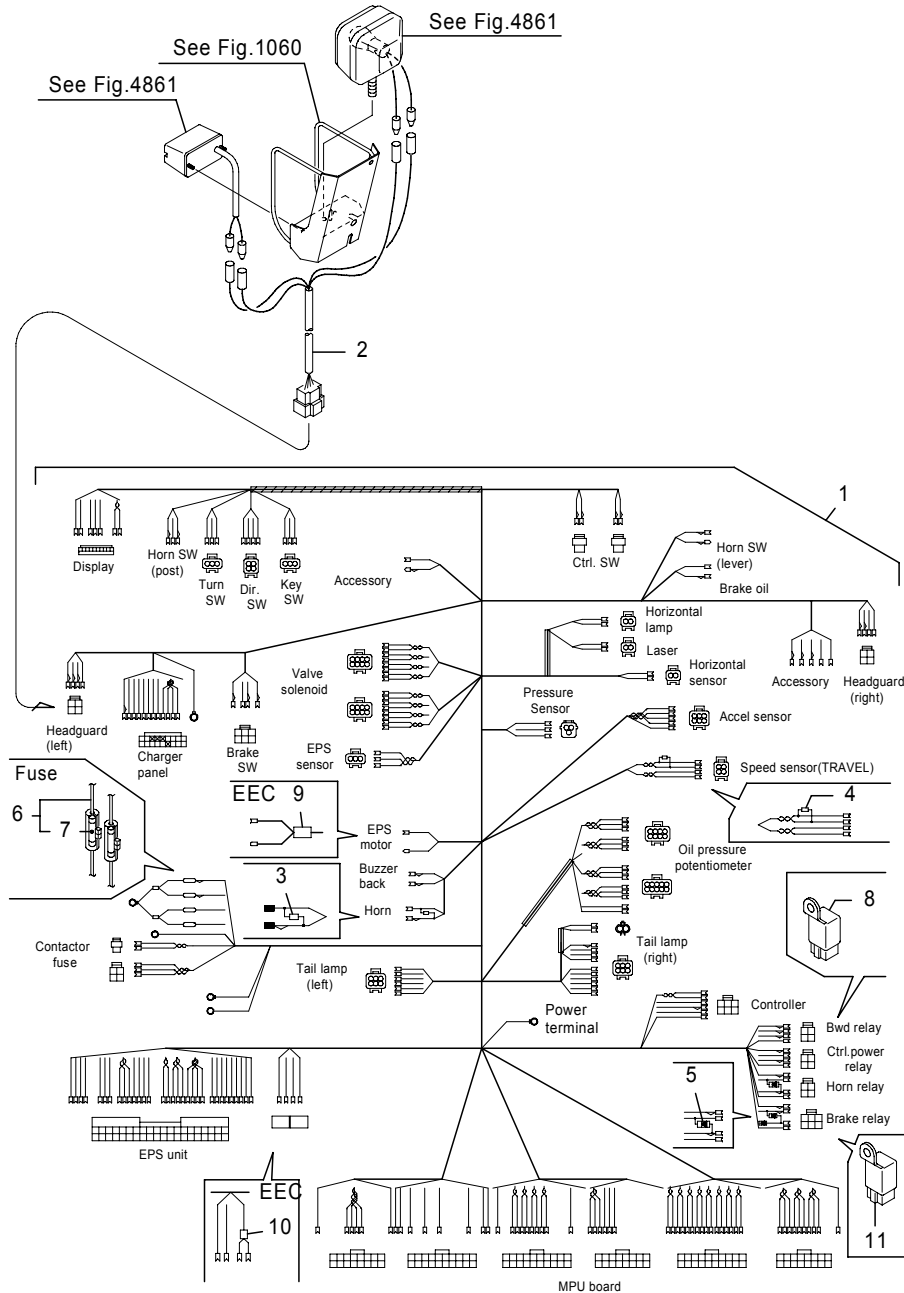 See Fig.4861
See Fig.1060
See Fig.4861
2
1
Display
Horn SW
(post)
Turn
SW
Dir.
SW
Key
SW
Accessory
Ctrl. SW
Horn SW
(lever)
Brake oil
Horizontal
lamp
Laser
Valve
solenoid
Horizontal
sensor
Accessory
Headguard
(right)
Headguard
(left)
Charger
panel
Brake
SW
EPS
sensor
Pressure
Sensor
Accel sensor
Speed sensor(TRAVEL)
Fuse
6
7
EEC
9
EPS
motor
4
Oil pressure
potentiometer
Buzzer
back
3
Horn
8
Contactor
fuse
Tail lamp
(left)
Tail lamp
(right)
Power
terminal
Controller
Bwd relay
Ctrl.power
relay
5
Horn relay
Brake relay
EPS unit
EEC
10
11
MPU board